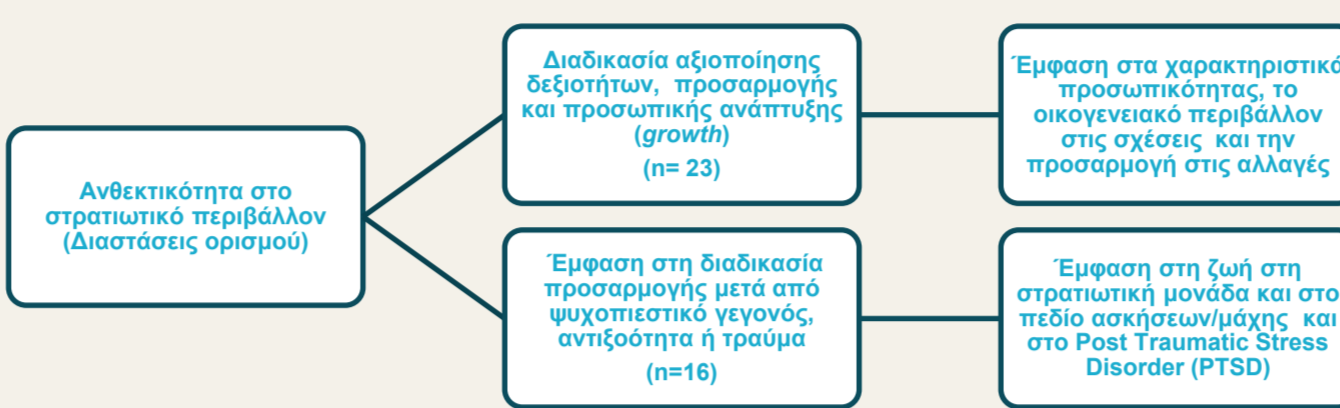 Ανθεκτικότητα στο
στρατιωτικό περιβάλλον
(Διαστάσεις ορισμού)
Διαδικασία αξιοποίησης
δεξιοτήτων, προσαρμογής
και προσωπικής ανάπτυξης
(growth)
(n= 23)
Έμφαση στα χαρακτηριστικά
προσωπικότητας, το
οικογενειακό περιβάλλον
στις σχέσεις και την
προσαρμογή στις αλλαγές
Έμφαση στη διαδικασία
προσαρμογής μετά από
ψυχοπιεστικό γεγονός,
αντιξοότητα ή τραύμα
(n=16)
Έμφαση στη ζωή στη
στρατιωτική μονάδα και στο
πεδίο ασκήσεων/μάχης και
στο Post Traumatic Stress
Disorder (PTSD)